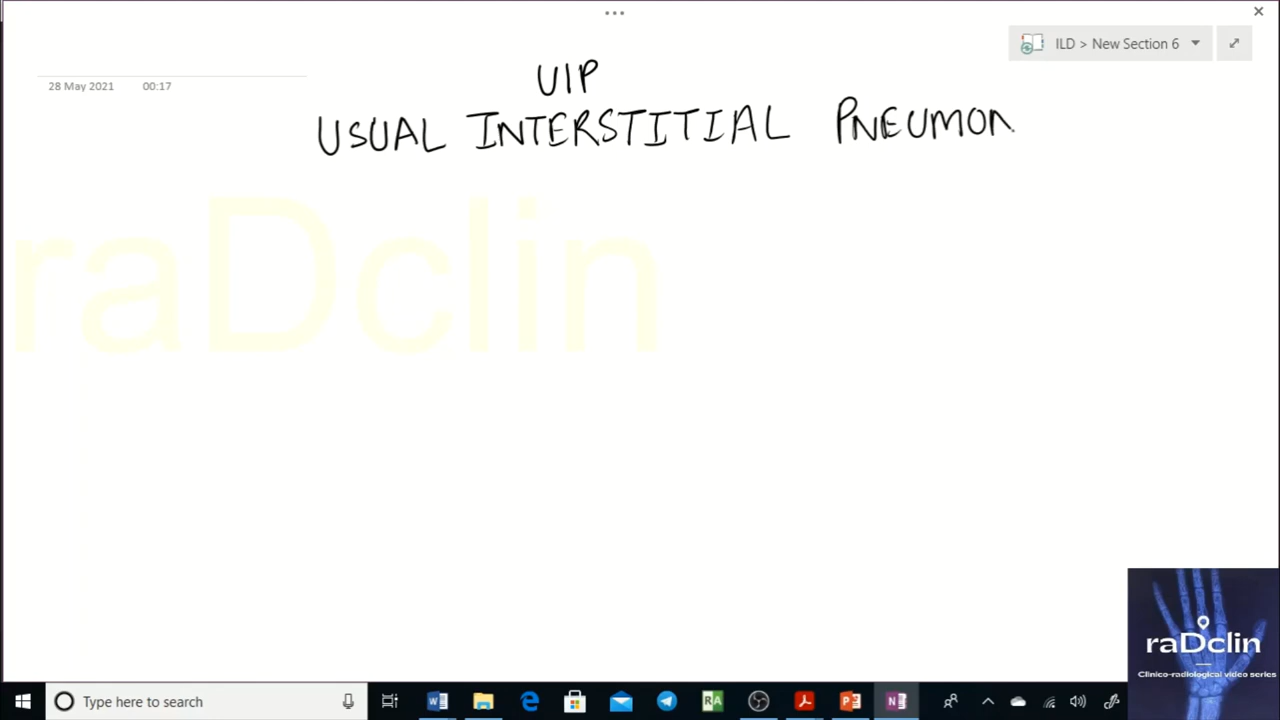 ILD > New Section 6
28 May 2021 00:17
UIP
USUAL INTERSTITIAL PNEUMON
raDclin
Type here to search
raDclin
Clinico-radiological video series